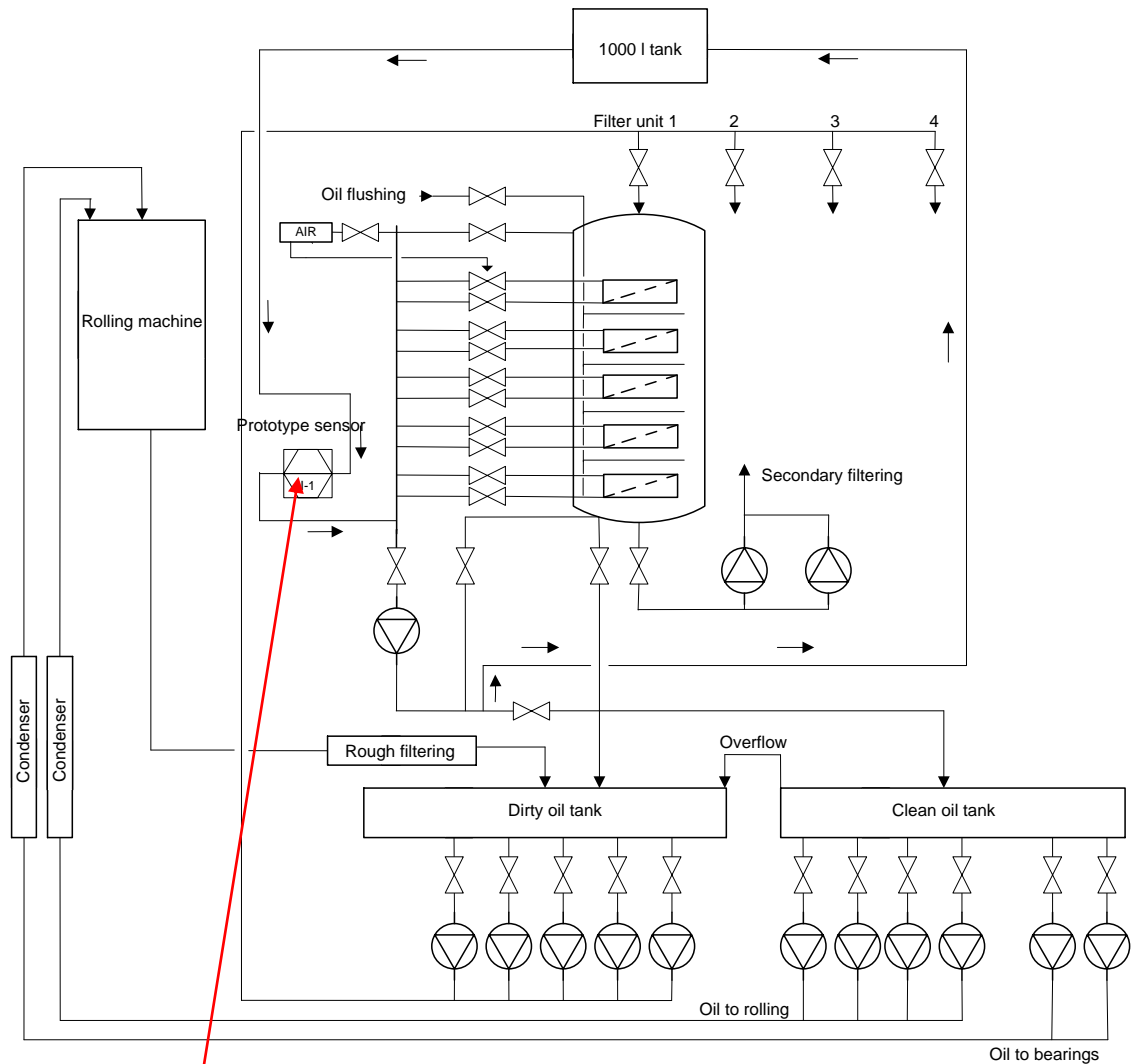 1000 l tank
Filter unit 1
2
3
4
Oil flushing
AIR
Rolling machine
Prototype sensor
I-1
Secondary filtering
Condenser
Condenser
Rough filtering
Overflow
Dirty oil tank
Clean oil tank
Oil to rolling
Oil to bearings